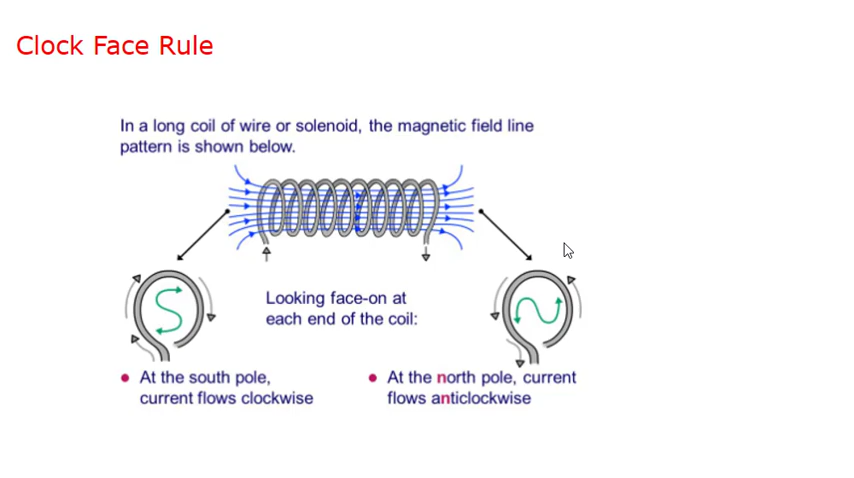 Clock Face Rule
In a long coil of wire or solenoid, the magnetic field line
pattern is shown below.
Looking face-on at
each end of the coil:
S
N
At the south pole,
current flows clockwise
At the north pole, current
flows anticlockwise